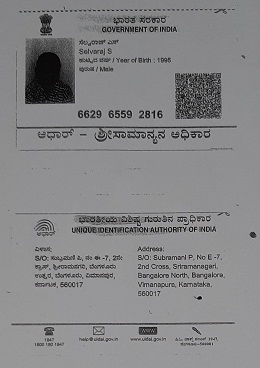 ಭಾರತ ಸರಕಾರ
GOVERNMENT OF INDIA
ಸೆಲ್ವರಾಜ್ ಎಸ್
Selvaraj S
ಹುಟ್ಟಿದ ವರ್ಷ / Year of Birth : 1996
ಪುರುಷ / Male
6629 6559 2816
ಆಧಾರ್ - ಶ್ರೀಸಾಮಾನ್ಯನ ಅಧಿಕಾರ
ಭಾರತೀಯ ವಿಶಿಷ್ಟ ಗುರುತಿನ ಪ್ರಾಧಿಕಾರ
UNIQUE IDENTIFICATION AUTHORITY OF INDIA
ವಿಳಾಸ:
S/O: ಸುಬ್ರಮಣಿ ಪಿ, ನಂ ಈ-7, 2ನೇ
ಕ್ರಾಸ್, ಶ್ರೀರಾಮನಗರಿ, ಬೆಂಗಳೂರು
ಉತ್ತರ, ಬೆಂಗಳೂರು, ವಿಮಾನಪುರ,
ಕರ್ನಾಟಕ, 560017
Address:
S/O: Subramani P, No E -7,
2nd Cross, Sriramanegari,
Bangalore North, Bangalore,
Vimanapura, Karnataka,
560017
1947
1800 180 1947
help@uidai.gov.in
WWW
www.uidai.gov.in